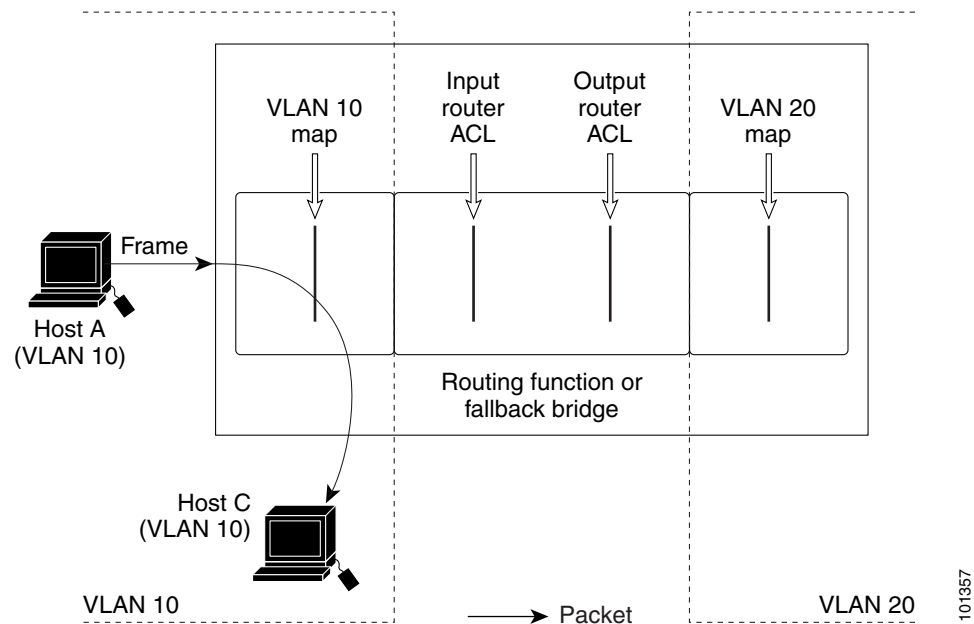 VLAN 10
map
Input
router
ACL
Output
router
ACL
VLAN 20
map
Frame
Host A
(VLAN 10)
Routing function or
fallback bridge
Host C
(VLAN 10)
VLAN 10
Packet
VLAN 20
101357